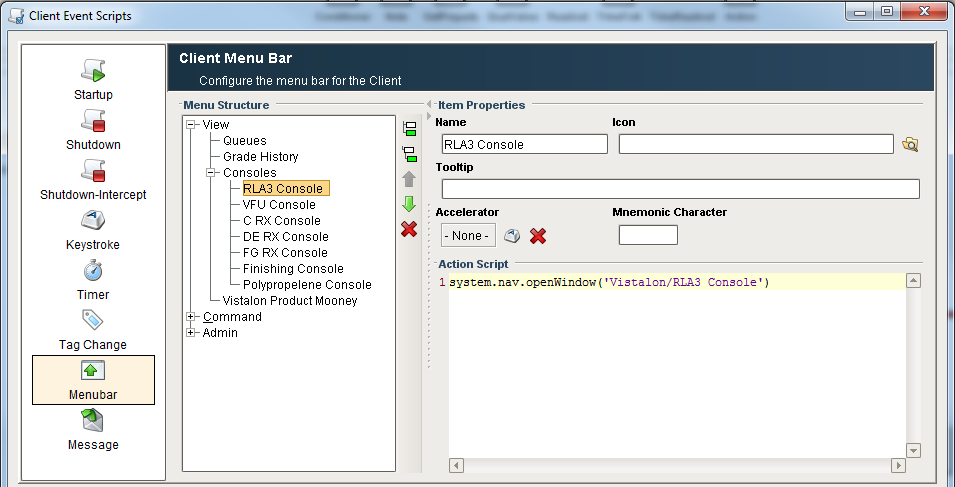 Client Event Scripts
Startup
Shutdown
Shutdown-Intercept
Keystroke
Timer
Tag Change
Menubar
Message
Client Menu Bar
Configure the menu bar for the Client
Menu Structure
View
Queues
Grade History
Consoles
RLA3 Console
VFU Console
C RX Console
DE RX Console
FG RX Console
Finishing Console
Polypropelene Console
Vistalon Product Mooney
Command
Admin
Item Properties
Name
Icon
RLA3 Console
Tooltip
Accelerator
Mnemonic Character
- None -
Action Script
1 system.nav.openWindow('Vistalon/RLA3 Console')